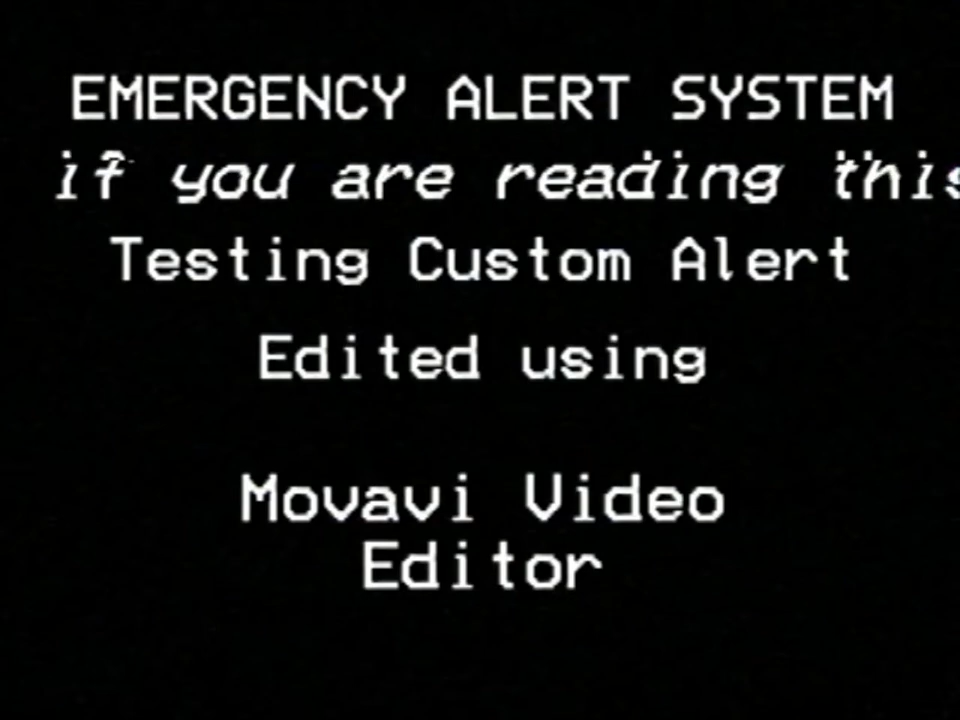 EMERGENCY ALERT SYSTEM
if you are reading this
Testing Custom Alert
Edited using
Movavi Video
Editor